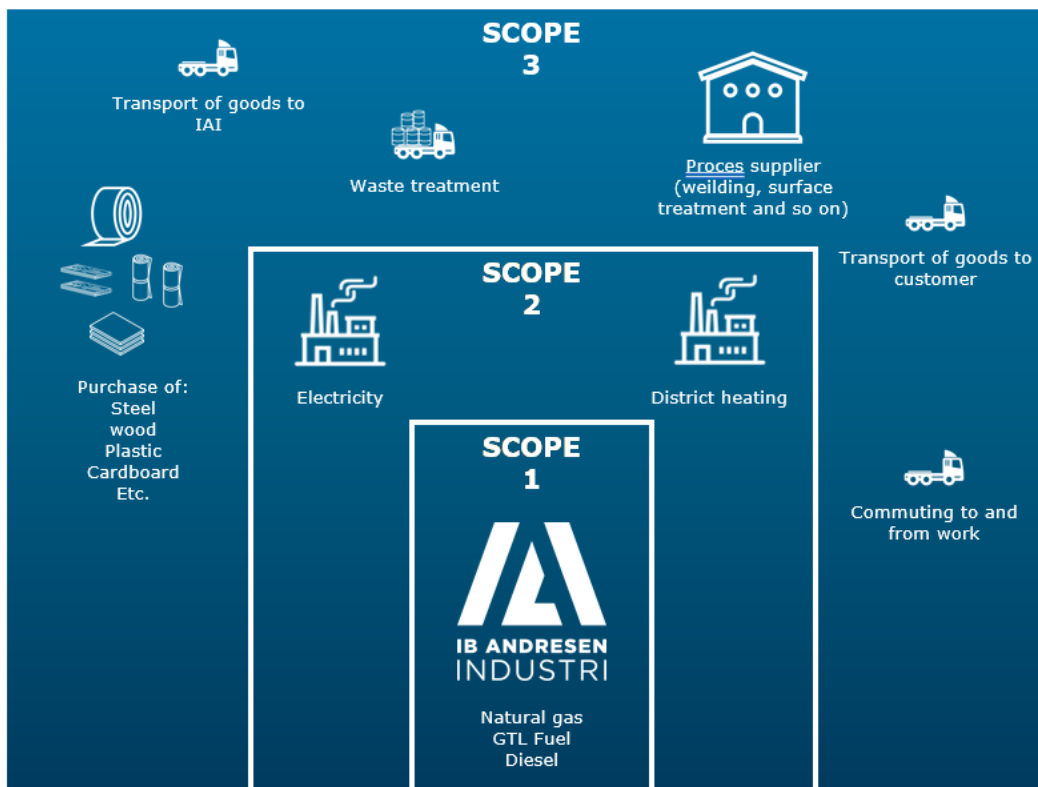 SCOPE
3
Transport of goods to
IAI
Waste treatment
Proces supplier
(weilding, surface
treatment and so on)
Transport of goods to
customer
Purchase of:
Steel
wood
Plastic
Cardboard
Etc.
Commuting to and
from work
SCOPE
2
Electricity
District heating
SCOPE
1
IB ANDRESEN
INDUSTRI
Natural gas
GTL Fuel
Diesel